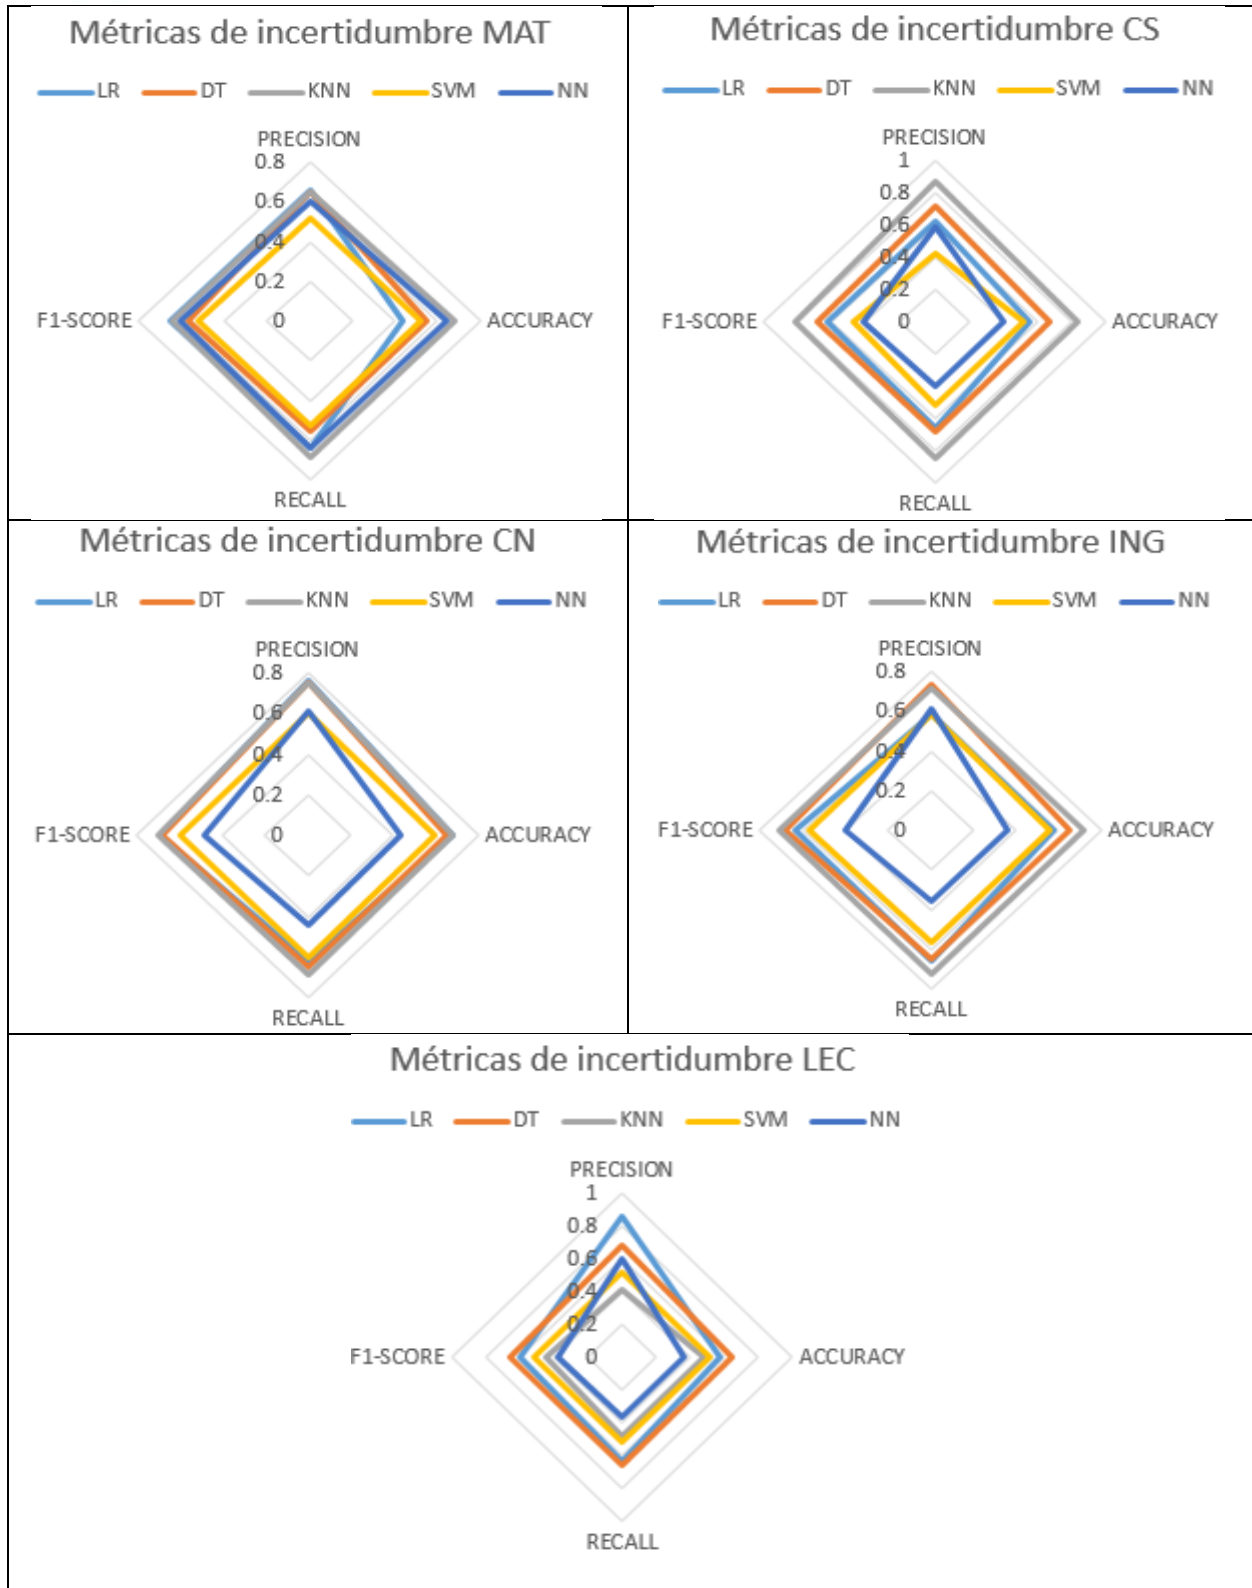 Métricas de incertidumbre MAT
LR DT KNN SVM NN
PRECISION
0.8
0.6
0.4
0.2
0
F1-SCORE
ACCURACY
RECALL
Métricas de incertidumbre CS
LR DT KNN SVM NN
PRECISION
1
0.8
0.6
0.4
0.2
0
F1-SCORE
ACCURACY
RECALL
Métricas de incertidumbre CN
LR DT KNN SVM NN
PRECISION
0.8
0.6
0.4
0.2
0
F1-SCORE
ACCURACY
RECALL
Métricas de incertidumbre ING
LR DT KNN SVM NN
PRECISION
0.8
0.6
0.4
0.2
0
F1-SCORE
ACCURACY
RECALL
Métricas de incertidumbre LEC
LR DT KNN SVM NN
PRECISION
1
0.8
0.6
0.4
0.2
0
F1-SCORE
ACCURACY
RECALL